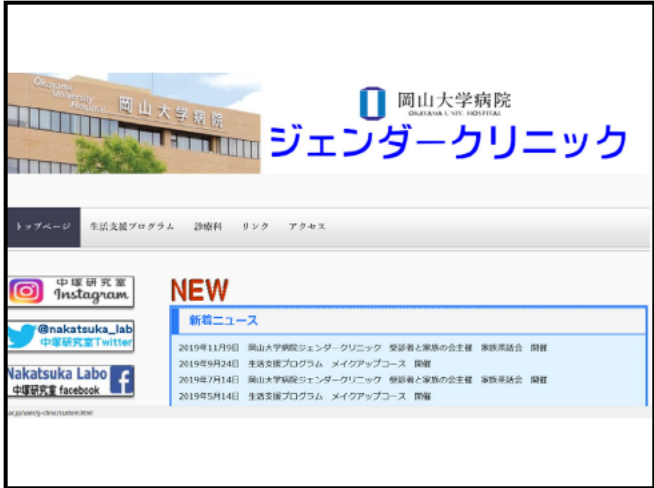 Okayama
University
Hospital
岡山大学病院
岡山大学病院
OKAYAMA UNIV. HOSPITAL
ジェンダークリニック
トップページ 生活支援プログラム 診療科 リンク アクセス
中塚研究室
Instagram
NEW
新着ニュース
@nakatsuka_lab
中塚研究室Twitter
2019年11月9日 岡山大学病院ジェンダークリニック 受診者と家族の会主催 家族茶話会 開催
2019年9月24日 生活支援プログラム メイクアップコース 開催
2019年7月14日 岡山大学病院ジェンダークリニック 受診者と家族の会主催 家族茶話会 開催
2019年5月14日 生活支援プログラム メイクアップコース 開催
Nakatsuka Labo
中塚研究室 facebook
ac.jp/user/g-clinic/custom.html